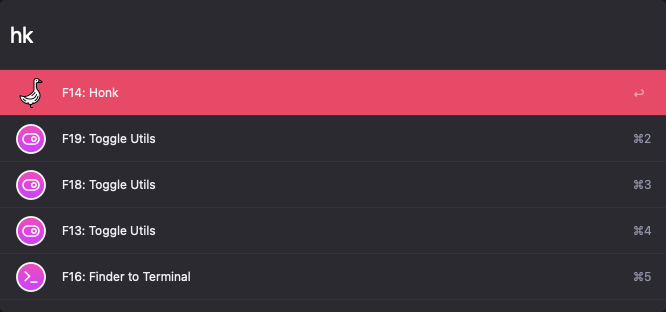 hk
F14: Honk ↩
F19: Toggle Utils ⌘2
F18: Toggle Utils ⌘3
F13: Toggle Utils ⌘4
F16: Finder to Terminal ⌘5